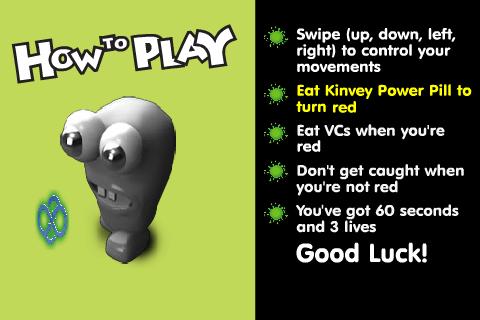 HOW TO PLAY
Swipe (up, down, left,
right) to control your
movements
Eat Kinvey Power Pill to
turn red
Eat VCs when you're
red
Don't get caught when
you're not red
You've got 60 seconds
and 3 lives
Good Luck!